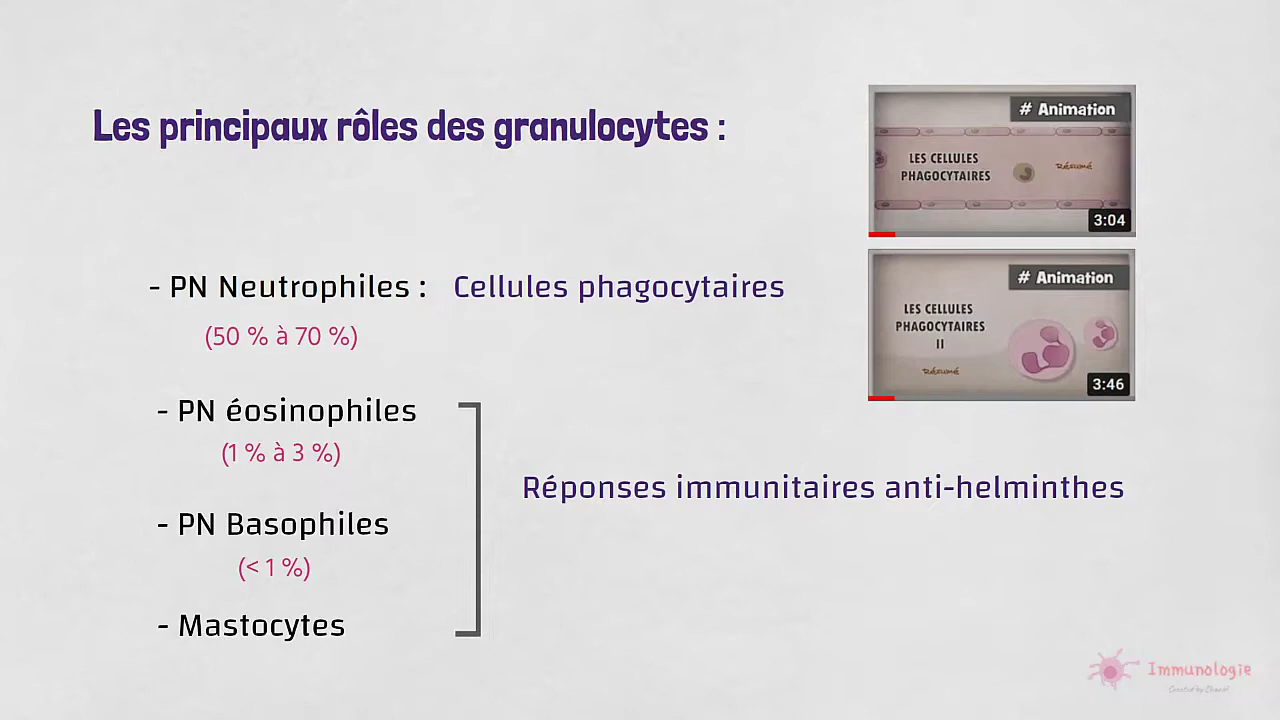 Les principaux rôles des granulocytes :
# Animation
LES CELLULES
PHAGOCYTAIRES
Résumé
3:04
- PN Neutrophiles : Cellules phagocytaires
(50 % à 70 %)
# Animation
LES CELLULES
PHAGOCYTAIRES
II
Résumé
3:46
- PN éosinophiles
(1 % à 3 %)
Réponses immunitaires anti-helminthes
- PN Basophiles
(< 1 %)
- Mastocytes
Immunologie
Created by